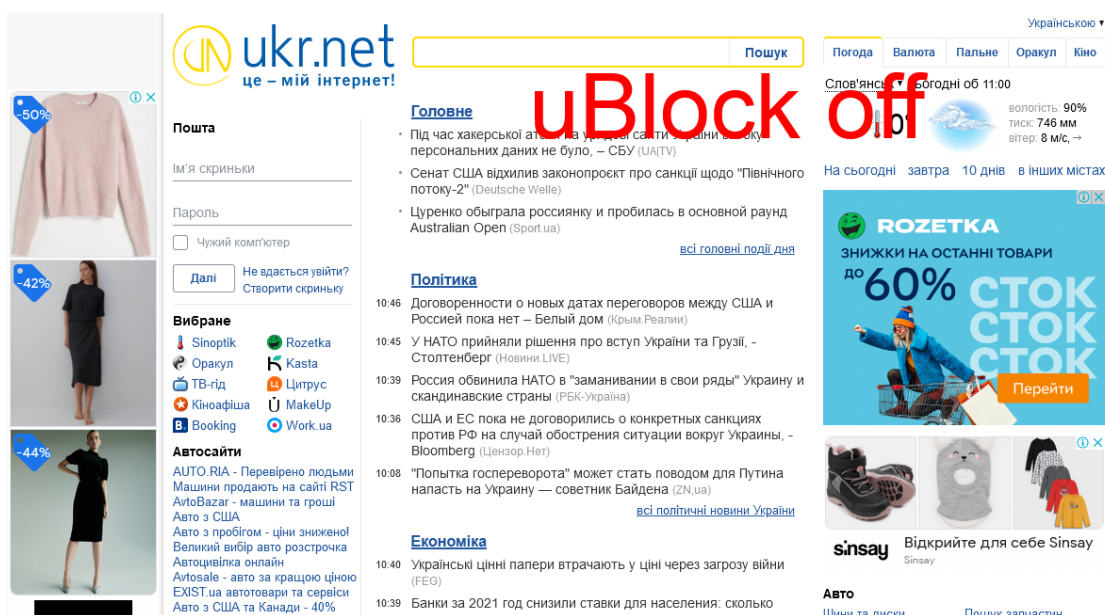 Українською ▾
ukr.net
це – мій інтернет!
Пошук
Погода Валюта Пальне Оракул Кіно
uBlock off
Слов'янськ
11:00
вологість: 90%
тиск: 746 мм
вітер: 8 м/с, →
На сьогодні завтра 10 днів в інших містах
-50%
-42%
-44%
Пошта
Ім'я скриньки
Пароль
Чужий комп'ютер
Далі
Не вдається увійти?
Створити скриньку
Вибране
Sinoptik Rozetka
Оракул Kasta
ТВ-гід Цитрус
Кіноафіша MakeUp
Booking Work.ua
Автосайти
AUTO.RIA - Перевірено людьми
Машини продають на сайті RST
AvtoBazar - машини та гроші
Авто з США
Авто з пробігом - ціни знижено!
Великий вибір авто розстрочка
Автоцивілка онлайн
Avtosale - авто за кращою ціною
EXIST.ua автотовари та сервіси
Авто з США та Канади - 40%
Головне
Під час хакерської на сайти України
персональних даних не було, – СБУ (UA|TV)
Сенат США відхилив законопроєкт про санкції щодо "Північного
потоку-2" (Deutsche Welle)
Цуренко обыграла россиянку и пробилась в основной раунд
Australian Open (Sport.ua)
всі головні події дня
Політика
10:46 Договоренности о новых датах переговоров между США и
Россией пока нет – Белый дом (Крым.Реалии)
10:45 У НАТО прийняли рішення про вступ України та Грузії, -
Столтенберг (Новини.LIVE)
10:39 Россия обвинила НАТО в "заманивании в свои ряды" Украину и
скандинавские страны (РБК-Україна)
10:36 США и ЕС пока не договорились о конкретных санкциях
против РФ на случай обострения ситуации вокруг Украины, -
Bloomberg (Цензор.Нет)
10:08 "Попытка госпереворота" может стать поводом для Путина
напасть на Украину — советник Байдена (ZN,ua)
всі політичні новини України
Економіка
10:40 Українські цінні папери втрачають у ціні через загрозу війни
(FEG)
10:39 Банки за 2021 год снизили ставки для населения: сколько
ROZETKA
ЗНИЖКИ НА ОСТАННІ ТОВАРИ
ДО 60%
СТОК
СТОК
СТОК
Перейти
sinsay
Відкрийте для себе Sinsay
Sinsay
Авто
Шини та диски Пошук запчастин